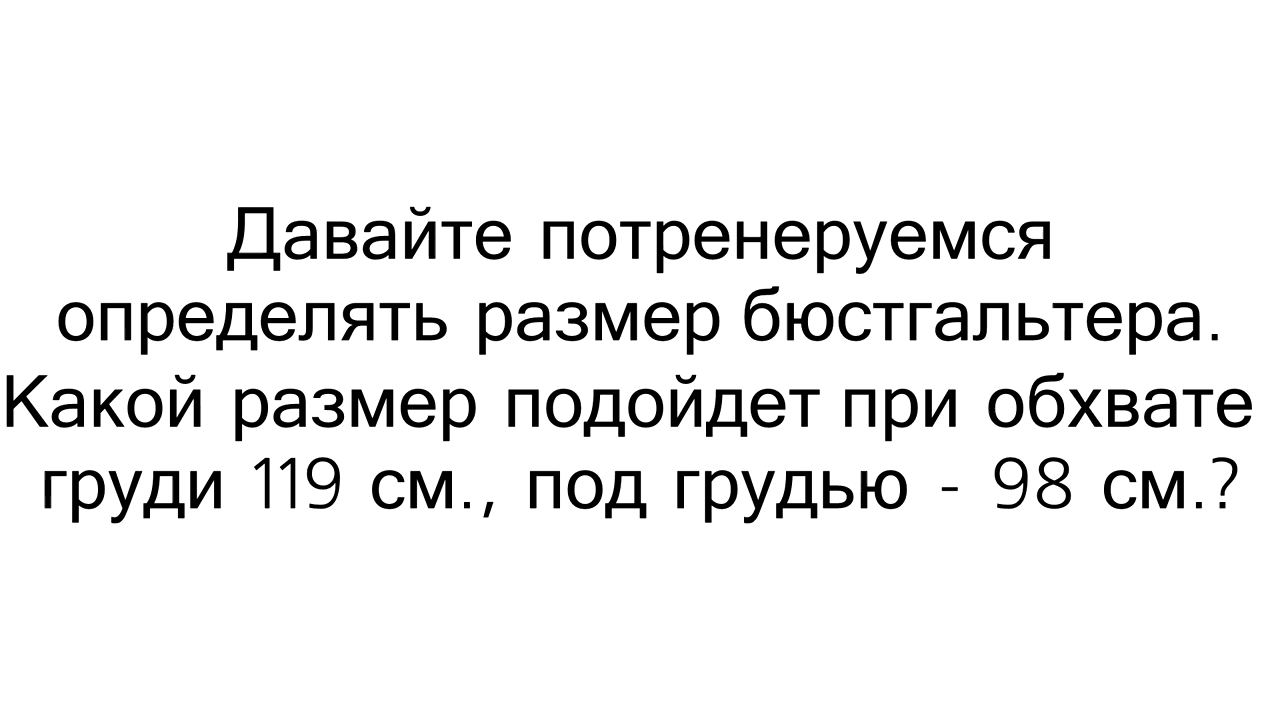 Давайте потренеруемся
определять размер бюстгальтера.
Какой размер подойдет при обхвате
груди 119 см., под грудью - 98 см.?